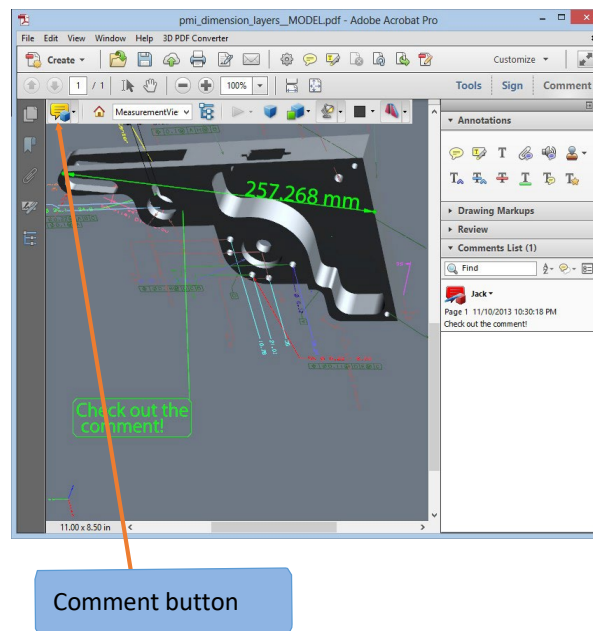 pmi_dimension_layers__MODEL.pdf - Adobe Acrobat Pro
File Edit View Window Help 3D PDF Converter
Create Customize
1 / 1 100% Tools Sign Comment
MeasurementVie
Annotations
257.268 mm
Drawing Markups
Review
Comments List (1)
Find
Jack
Page 1 11/10/2013 10:30:18 PM
Check out the comment!
Check out the
comment!
11.00 x 8.50 in
Comment button